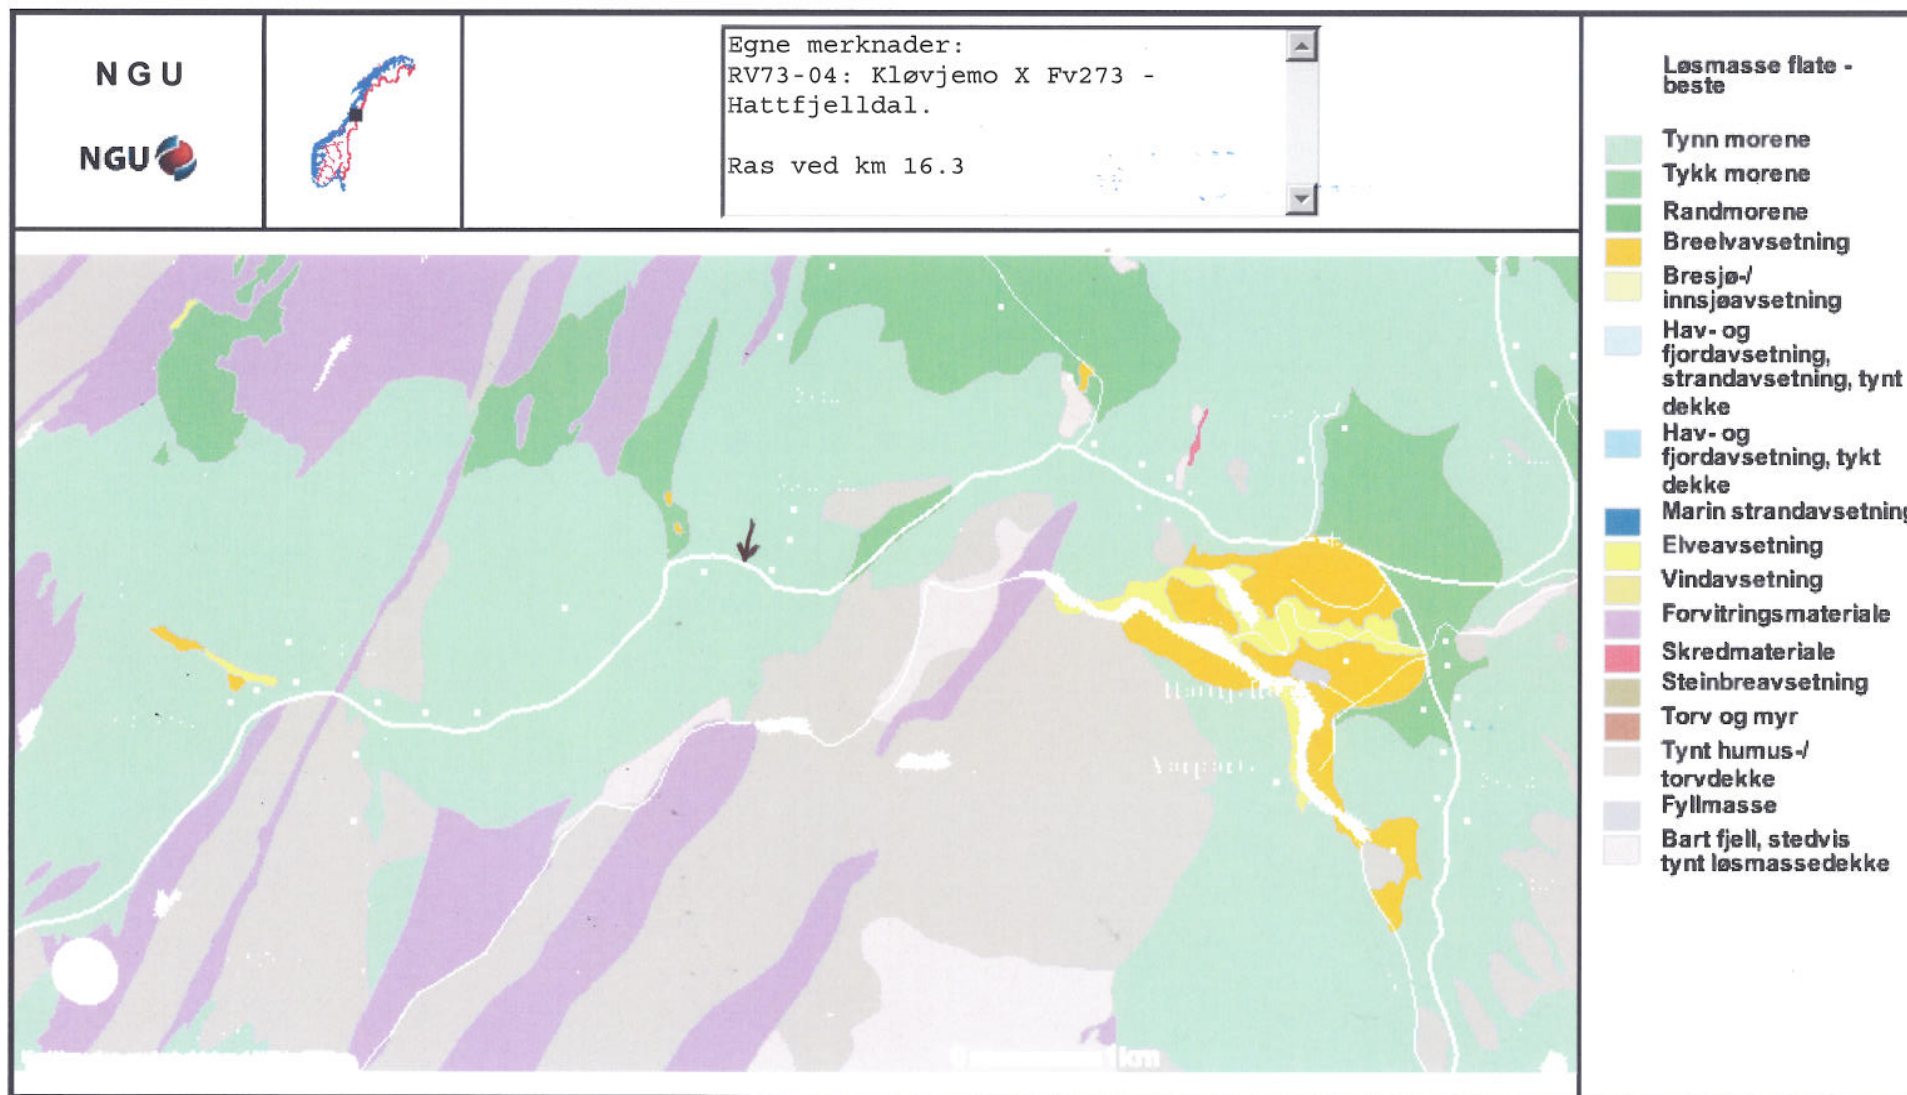 NGU
NGU
Egne merknader:
RV73-04: Kløvjemo X Fv273 -
Hattfjelldal.
Ras ved km 16.3
Løsmasse flate -
beste
Tynn morene
Tykk morene
Randmorene
Breelvavsetning
Bresjø-/
innsjøavsetning
Hav- og
fjordavsetning,
strandavsetning, tynt
dekke
Hav- og
fjordavsetning, tykt
dekke
Marin strandavsetning
Elveavsetning
Vindavsetning
Forvitringsmateriale
Skredmateriale
Steinbreavsetning
Torv og myr
Tynt humus-/
torvdekke
Fyllmasse
Bart fjell, stedvis
tynt løsmassedekke
km